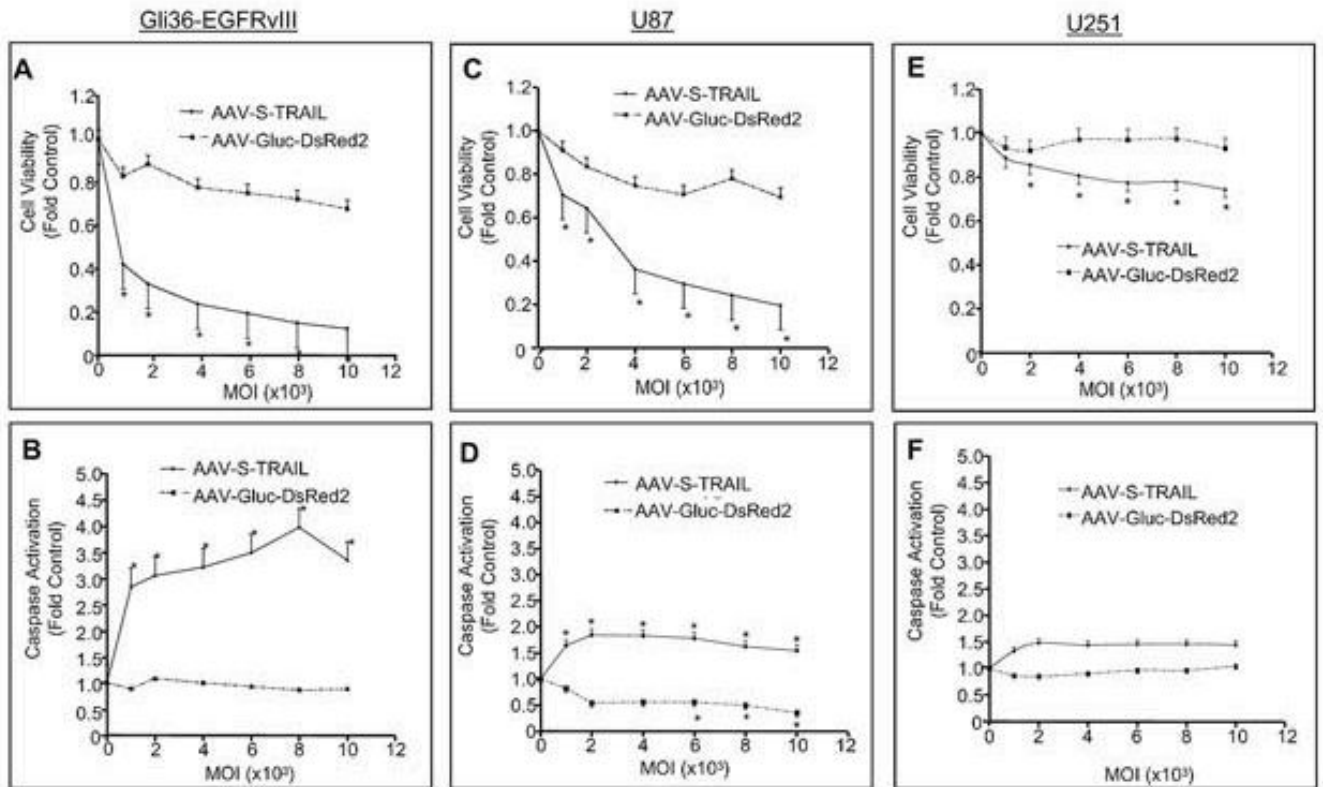 Gli36-EGFRvIII
U87
U251
A
1.2
1.0
0.8
0.6
0.4
0.2
0
Cell Viability
(Fold Control)
AAV-S-TRAIL
AAV-Gluc-DsRed2
* * * * *
0 2 4 6 8 10 12
MOI (x10³)
C
1.2
1.0
0.8
0.6
0.4
0.2
0
Cell Viability
(Fold Control)
AAV-S-TRAIL
AAV-Gluc-DsRed2
* * * * * *
0 2 4 6 8 10 12
MOI (x10³)
E
1.2
1.0
0.8
0.6
0.4
0.2
0
Cell Viability
(Fold Control)
* * * * *
AAV-S-TRAIL
AAV-Gluc-DsRed2
0 2 4 6 8 10 12
MOI (x10³)
B
5.0
4.5
4.0
3.5
3.0
2.5
2.0
1.5
1.0
0.5
0
Caspase Activation
(Fold Control)
AAV-S-TRAIL
AAV-Gluc-DsRed2
* * * * * *
0 2 4 6 8 10 12
MOI (x10³)
D
5.0
4.5
4.0
3.5
3.0
2.5
2.0
1.5
1.0
0.5
0
Caspase Activation
(Fold Control)
AAV-S-TRAIL
AAV-Gluc-DsRed2
* * * * * *
* * *
0 2 4 6 8 10 12
MOI (x10³)
F
5.0
4.5
4.0
3.5
3.0
2.5
2.0
1.5
1.0
0.5
0
Caspase Activation
(Fold Control)
AAV-S-TRAIL
AAV-Gluc-DsRed2
0 2 4 6 8 10 12
MOI (x10³)